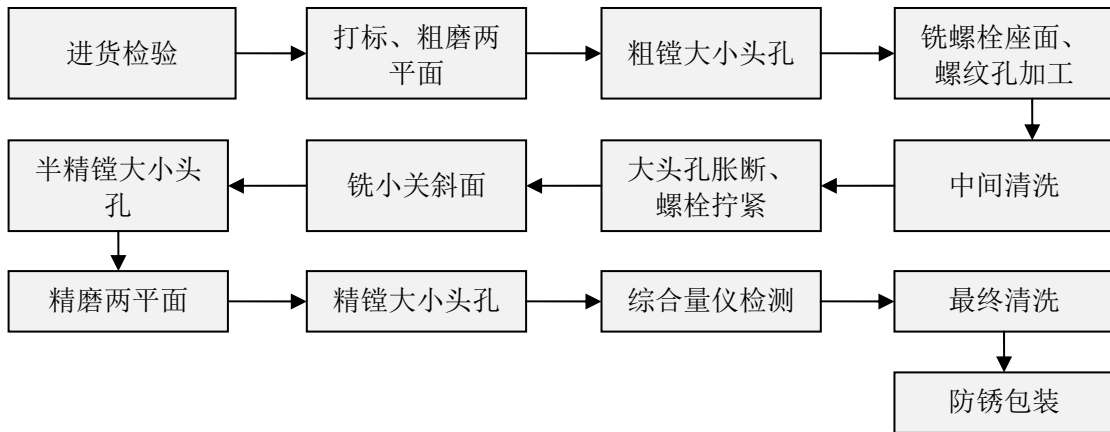 进货检验
打标、粗磨两
平面
粗镗大小头孔
铣螺栓座面、
螺纹孔加工
中间清洗
大头孔胀断、
螺栓拧紧
铣小关斜面
半精镗大小头
孔
精磨两平面
精镗大小头孔
综合量仪检测
最终清洗
防锈包装